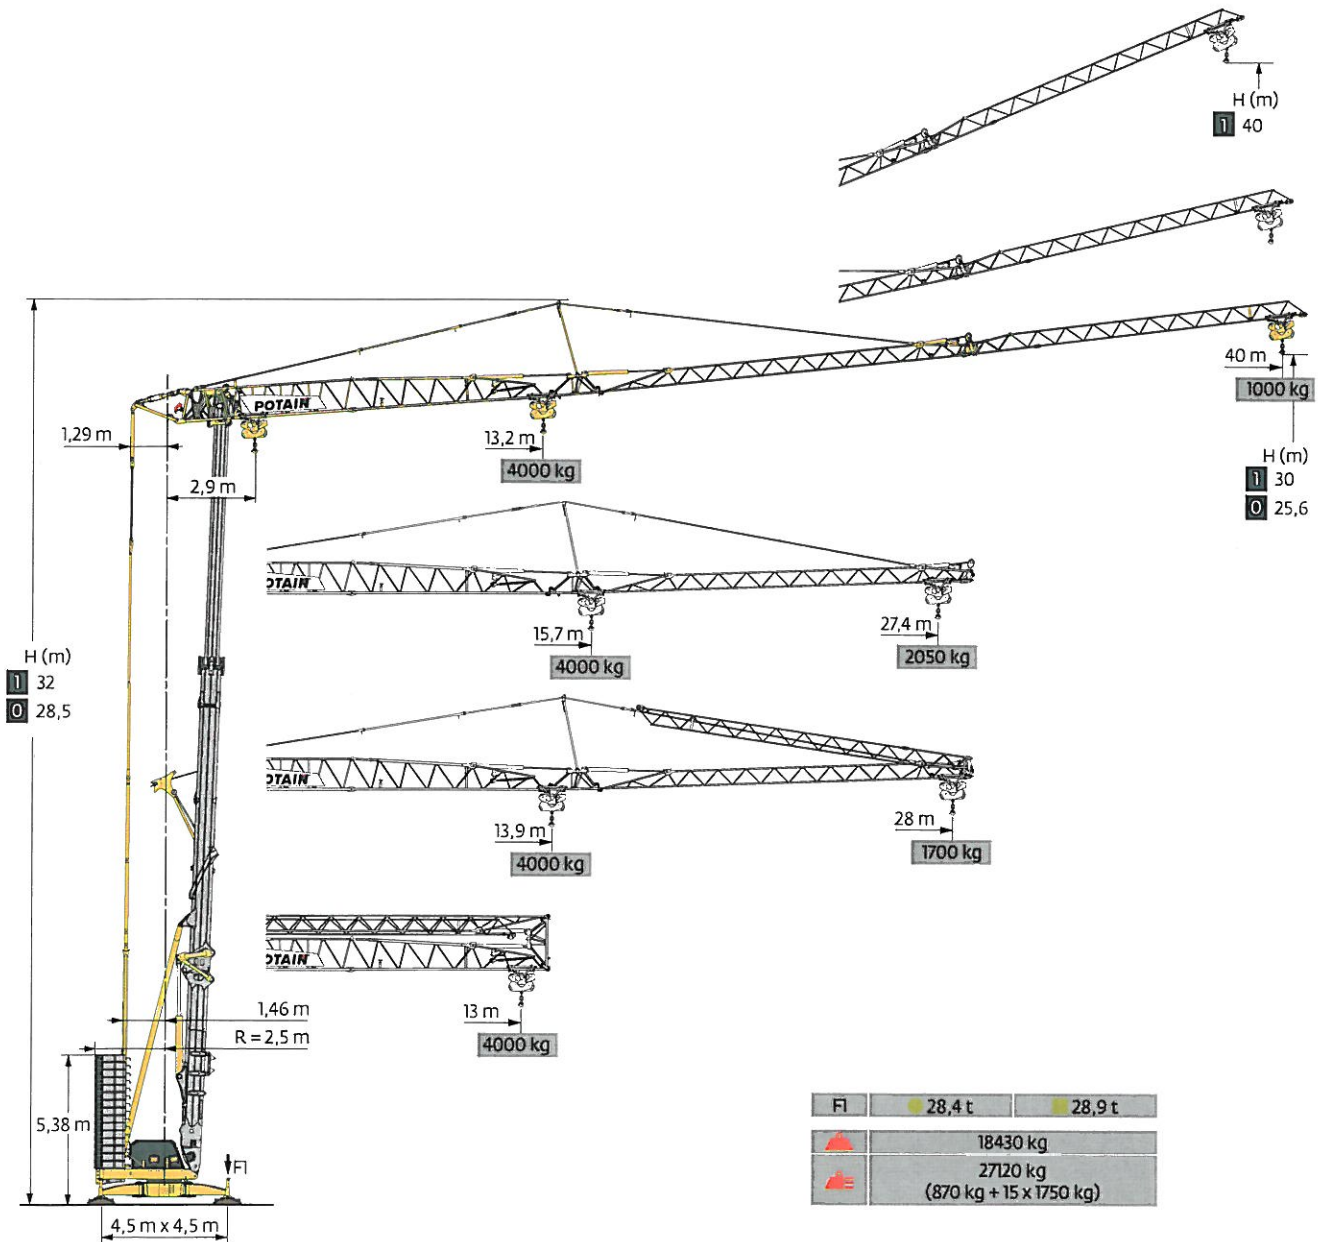 H (m)
1 40
40 m
1000 kg
POTAIN
1,29 m
13,2 m
4000 kg
H (m)
1 30
0 25,6
2,9 m
OTAIN
15,7 m
4000 kg
27,4 m
2050 kg
H (m)
1 32
0 28,5
OTAIN
13,9 m
4000 kg
28 m
1700 kg
OTAIN
1,46 m
13 m
R = 2,5 m
4000 kg
5,38 m
F1 28,4 t 28,9 t
18430 kg
F1
27120 kg
(870 kg + 15 x 1750 kg)
4,5 m x 4,5 m